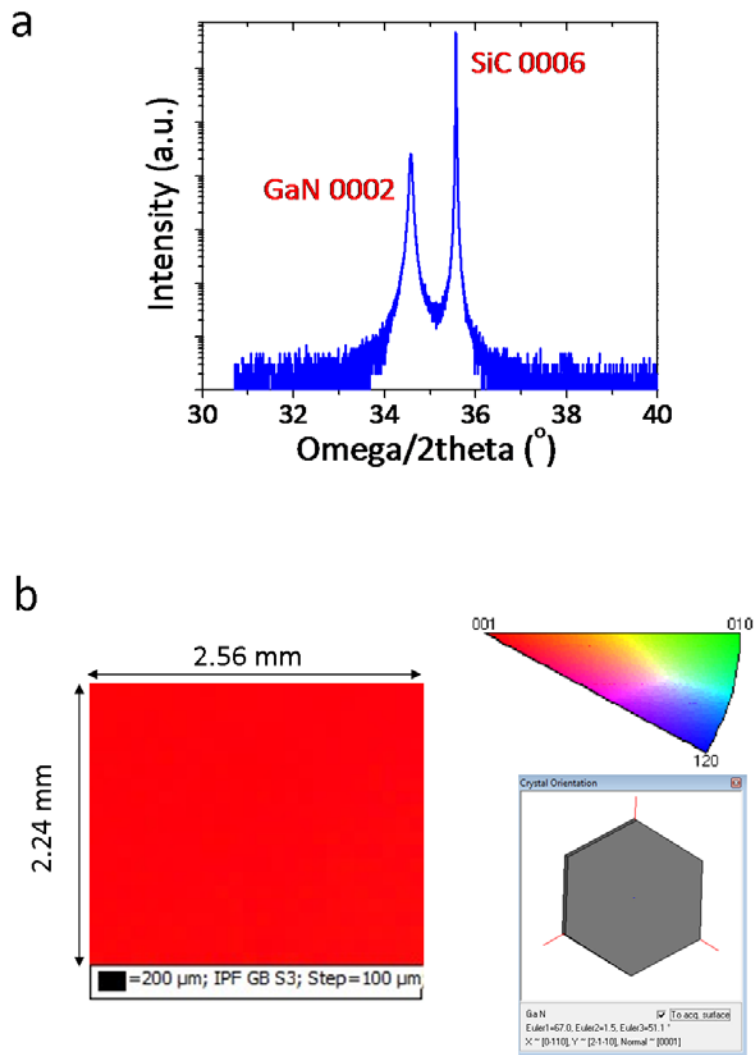 a
Intensity (a.u.)
SiC 0006
GaN 0002
30 32 34 36 38 40
Omega/2theta (°)
b
2.56 mm
2.24 mm
=200 µm; IPF GB S3; Step=100 µm
001 010
120
Crystal Orientation
Ga N To acq. surface
Euler1=67.0, Euler2=1.5, Euler3=51.1 °
X ~ [0-110], Y ~ [2-1-10], Normal ~ [0001]